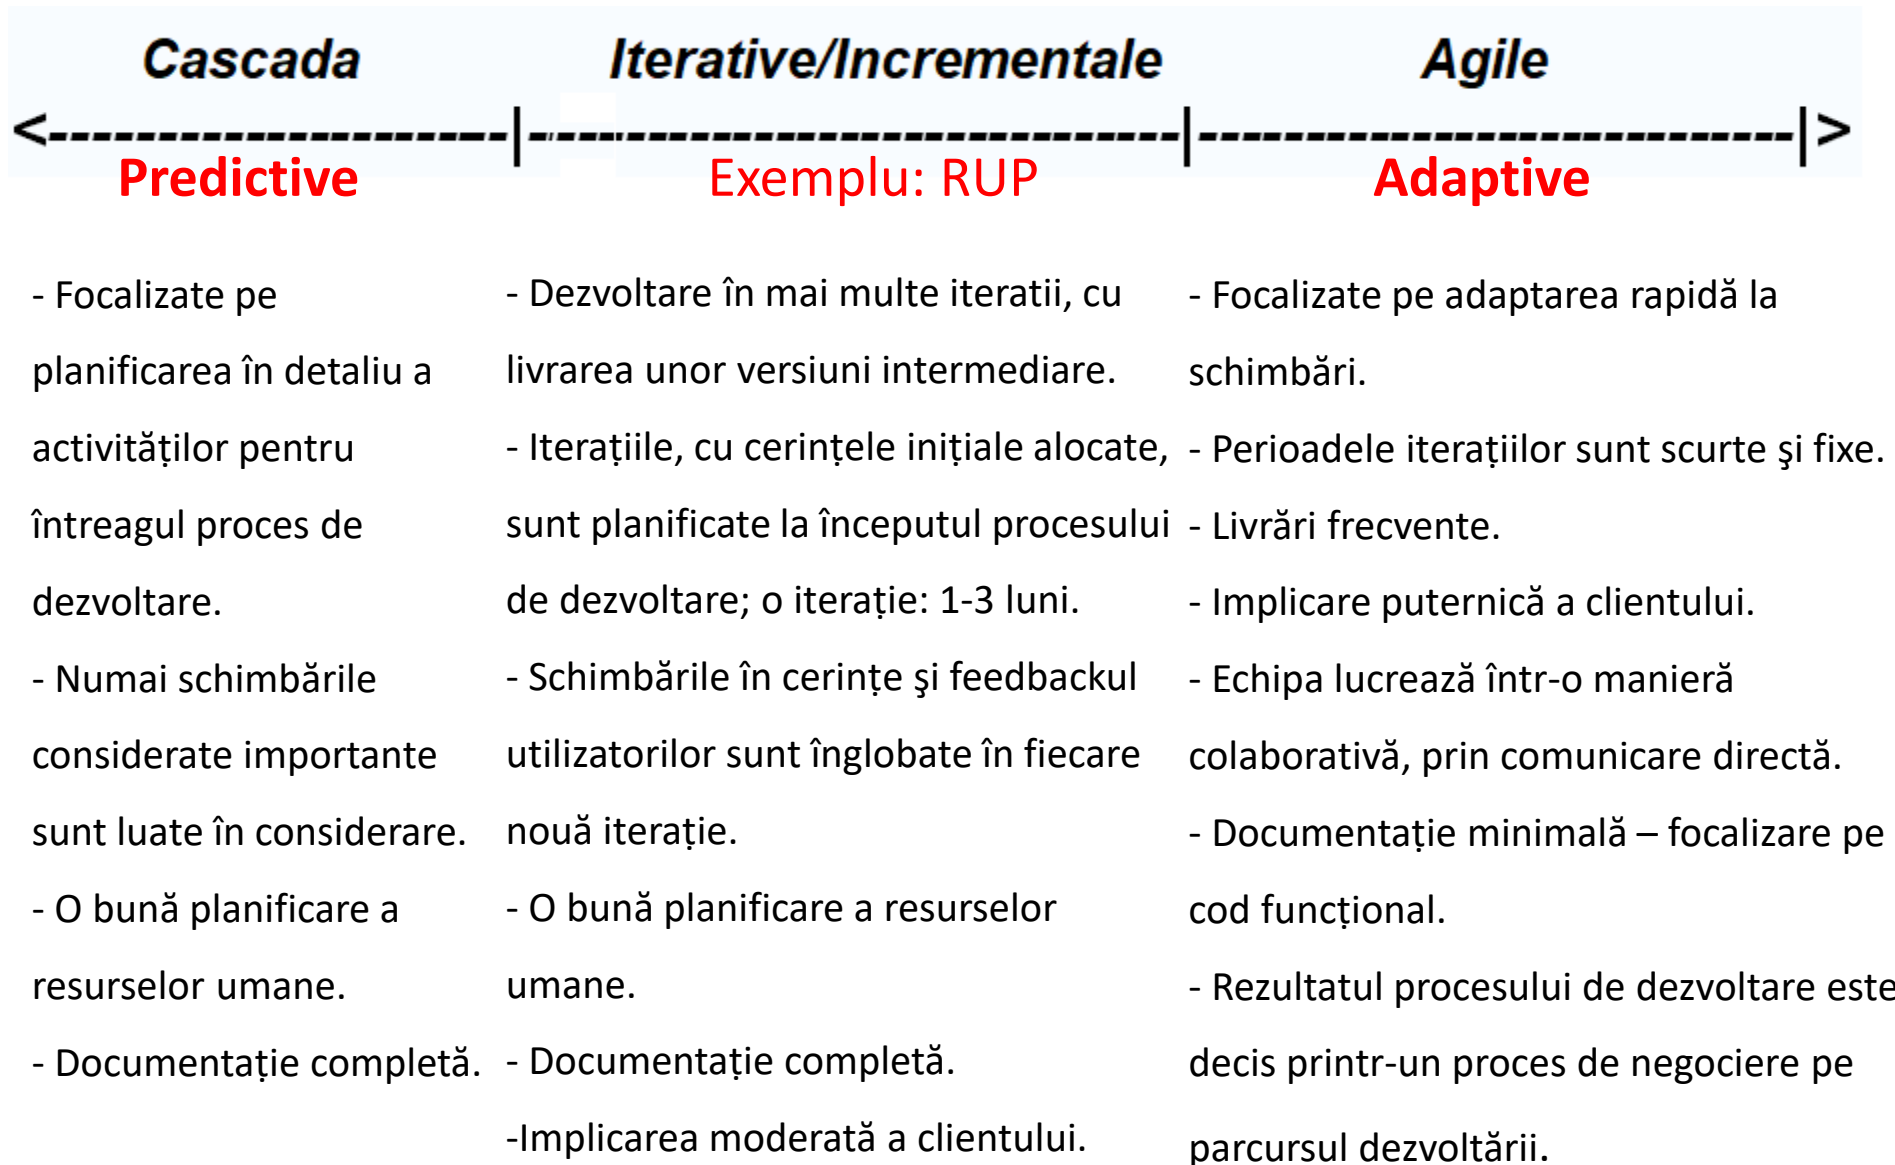 Cascada Iterative/Incrementale Agile
<-----------------------|--------------------------------|-----------------------------|>
Predictive Exemplu: RUP Adaptive
- Focalizate pe
planificarea în detaliu a
activităților pentru
întreagul proces de
dezvoltare.
- Numai schimbările
considerate importante
sunt luate în considerare.
- O bună planificare a
resurselor umane.
- Documentație completă.
- Dezvoltare în mai multe iteratii, cu
livrarea unor versiuni intermediare.
- Iterațiile, cu cerințele inițiale alocate,
sunt planificate la începutul procesului
de dezvoltare; o iterație: 1-3 luni.
- Schimbările în cerințe şi feedbackul
utilizatorilor sunt înglobate în fiecare
nouă iterație.
- O bună planificare a resurselor
umane.
- Documentație completă.
-Implicarea moderată a clientului.
- Focalizate pe adaptarea rapidă la
schimbări.
- Perioadele iterațiilor sunt scurte şi fixe.
- Livrări frecvente.
- Implicare puternică a clientului.
- Echipa lucrează într-o manieră
colaborativă, prin comunicare directă.
- Documentație minimală – focalizare pe
cod funcțional.
- Rezultatul procesului de dezvoltare este
decis printr-un proces de negociere pe
parcursul dezvoltării.